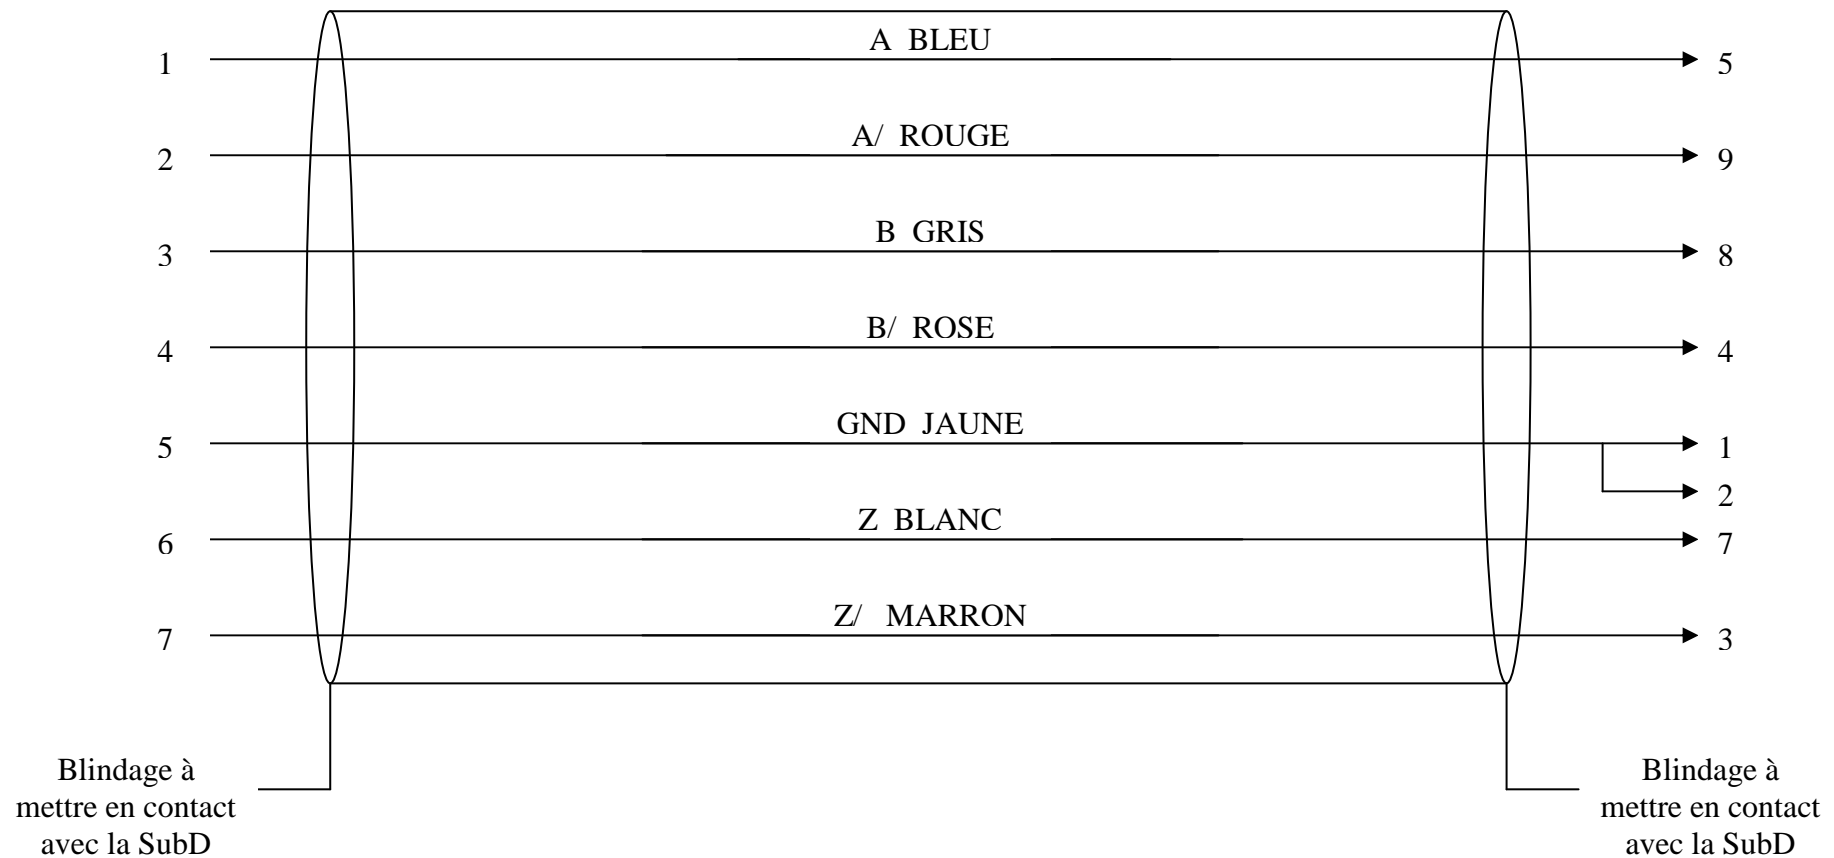 A BLEU
1 5
A/ ROUGE
2 9
B GRIS
3 8
B/ ROSE
4 4
GND JAUNE
5 1
2
Z BLANC
6 7
Z/ MARRON
7 3
Blindage à
mettre en contact
avec la SubD
Blindage à
mettre en contact
avec la SubD